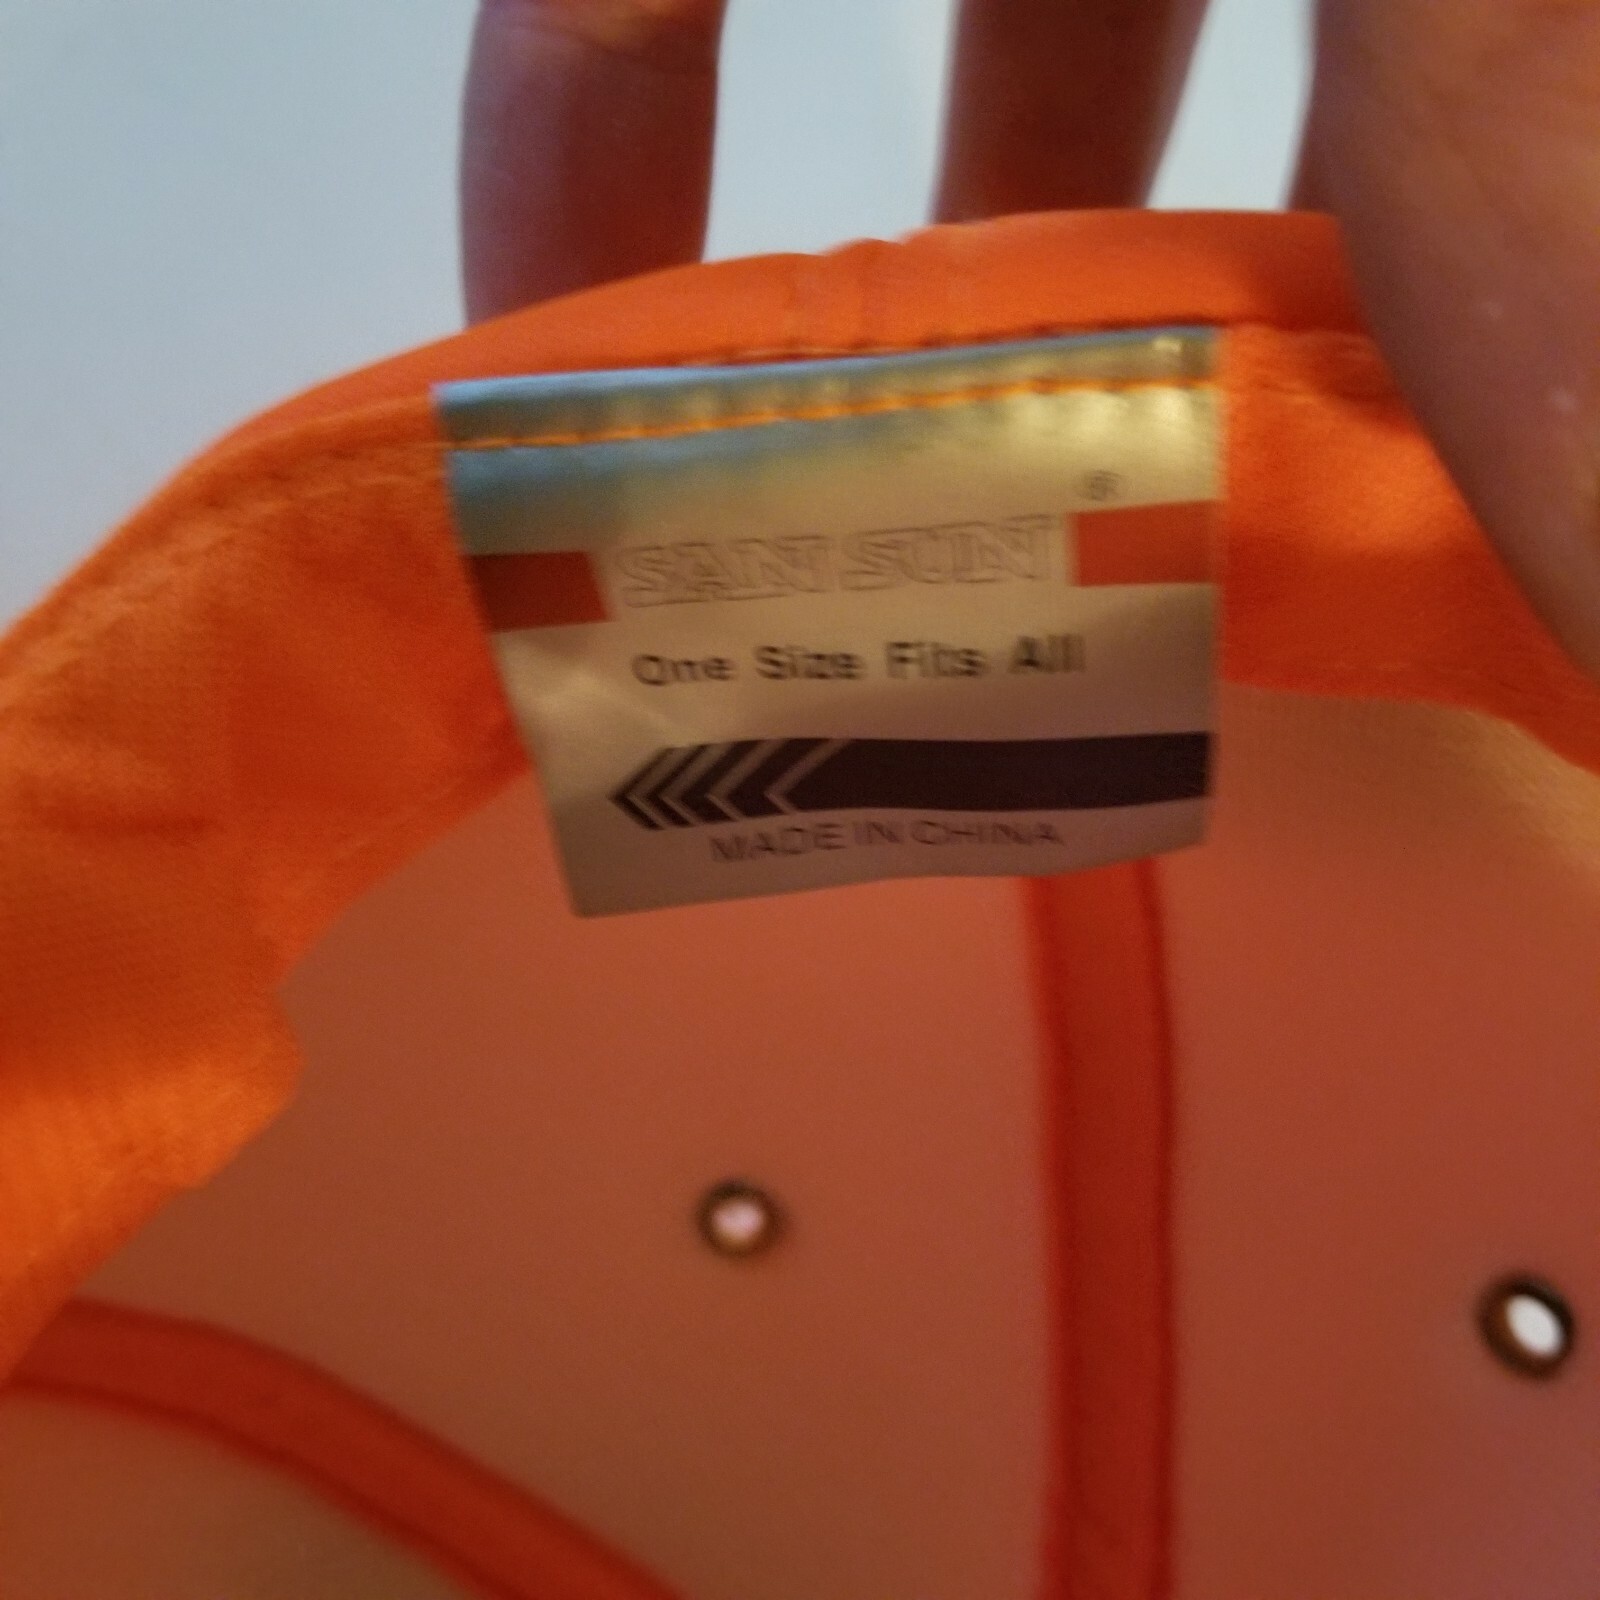 SAN SUN ®
One Size Fits All
MADE IN CHINA